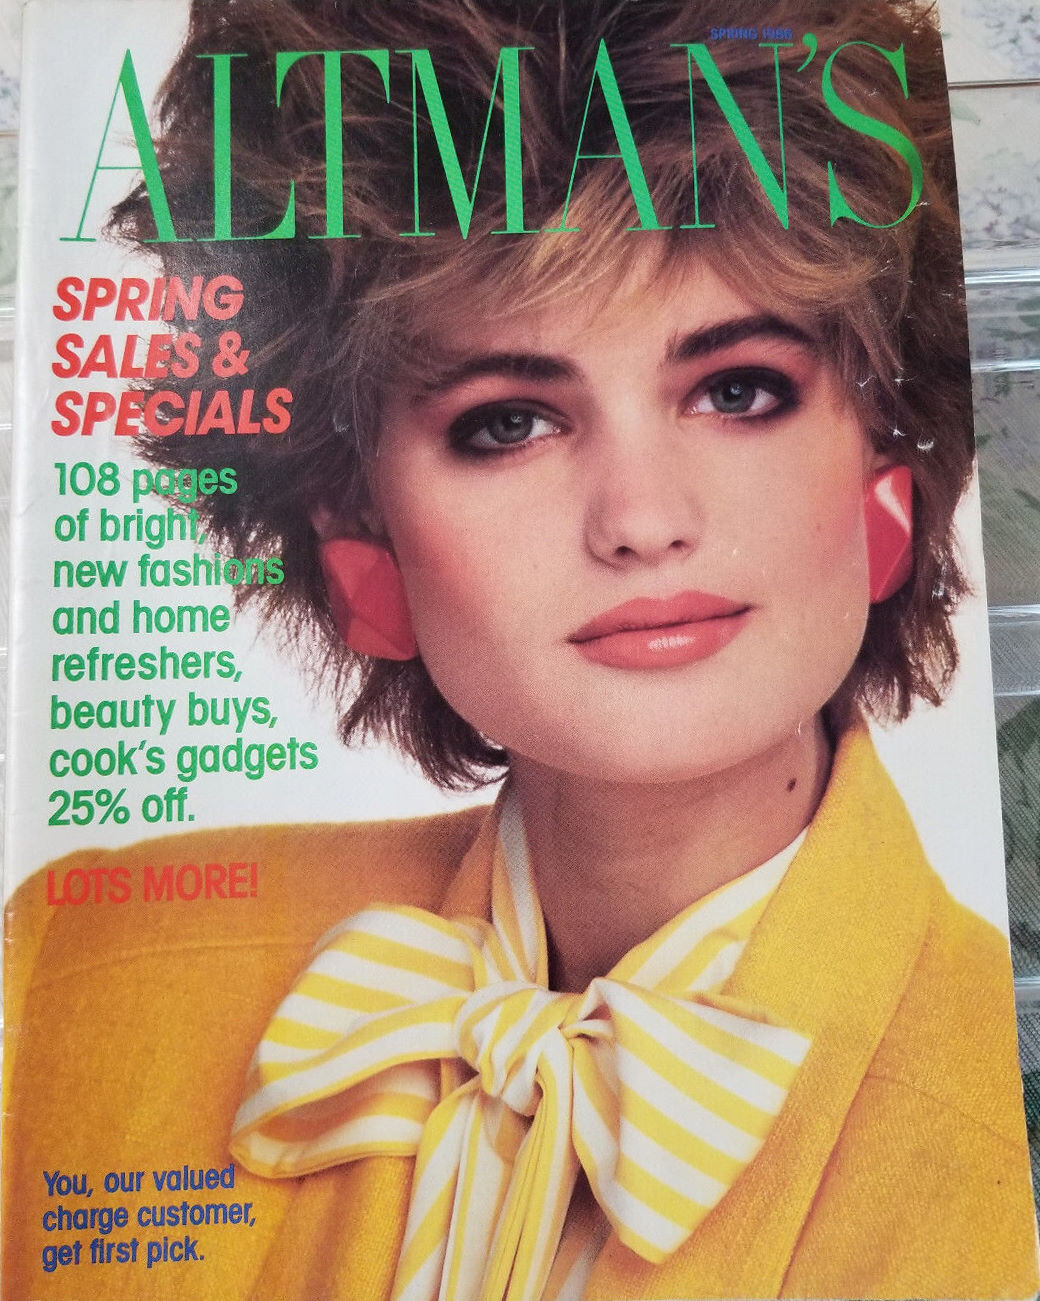 SPRING 1986
ALTMAN'S
SPRING
SALES &
SPECIALS
108 pages
of bright,
new fashions
and home
refreshers,
beauty buys,
cook's gadgets
25% off.
LOTS MORE!
You, our valued
charge customer,
get first pick.